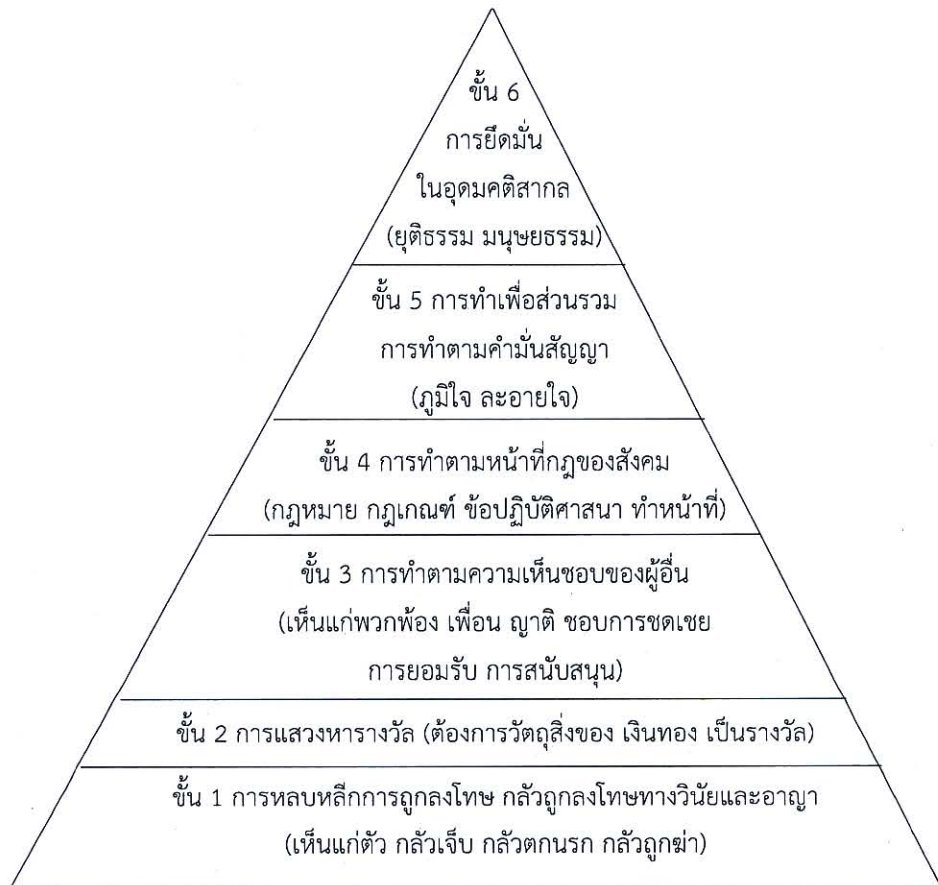 ขั้น 6
การยึดมั่น
ในอุดมคติสากล
(ยุติธรรม มนุษยธรรม)
ขั้น 5 การทำเพื่อส่วนรวม
การทำตามคำมั่นสัญญา
(ภูมิใจ ละอายใจ)
ขั้น 4 การทำตามหน้าที่กฎของสังคม
(กฎหมาย กฎเกณฑ์ ข้อปฏิบัติศาสนา ทำหน้าที่)
ขั้น 3 การทำตามความเห็นชอบของผู้อื่น
(เห็นแก่พวกพ้อง เพื่อน ญาติ ชอบการชดเชย
การยอมรับ การสนับสนุน)
ขั้น 2 การแสวงหารางวัล (ต้องการวัตถุสิ่งของ เงินทอง เป็นรางวัล)
ขั้น 1 การหลบหลีกการถูกลงโทษ กลัวถูกลงโทษทางวินัยและอาญา
(เห็นแก่ตัว กลัวเจ็บ กลัวตกนรก กลัวถูกฆ่า)